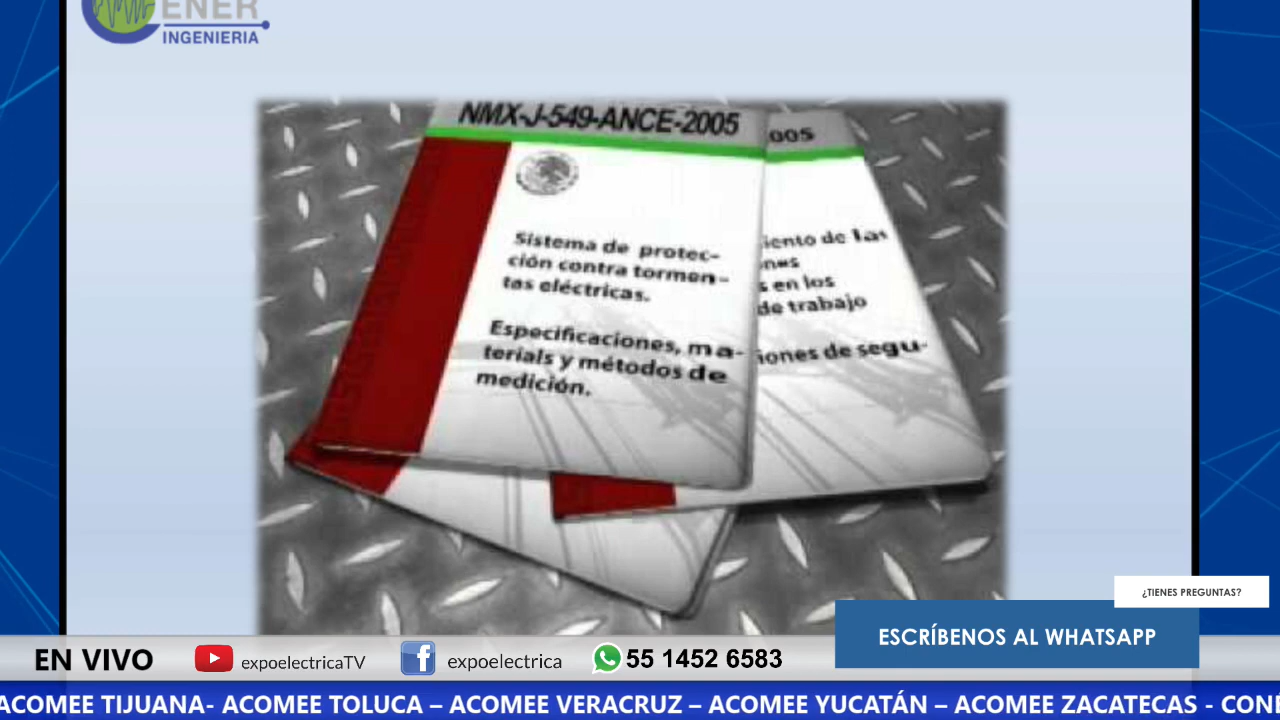 ENER
INGENIERIA
NMX-J-549-ANCE-2005
005
Sistema de protec-
ción contra tormen-
tas eléctricas.
Especificaciones, ma-
terials y métodos de
medición.
iento de las
nes
s en los
de trabajo
iones de segu-
¿TIENES PREGUNTAS?
ESCRÍBENOS AL WHATSAPP
EN VIVO
expoelectricaTV
expoelectrica
55 1452 6583
ACOMEE TIJUANA- ACOMEE TOLUCA – ACOMEE VERACRUZ – ACOMEE YUCATÁN – ACOMEE ZACATECAS - CON